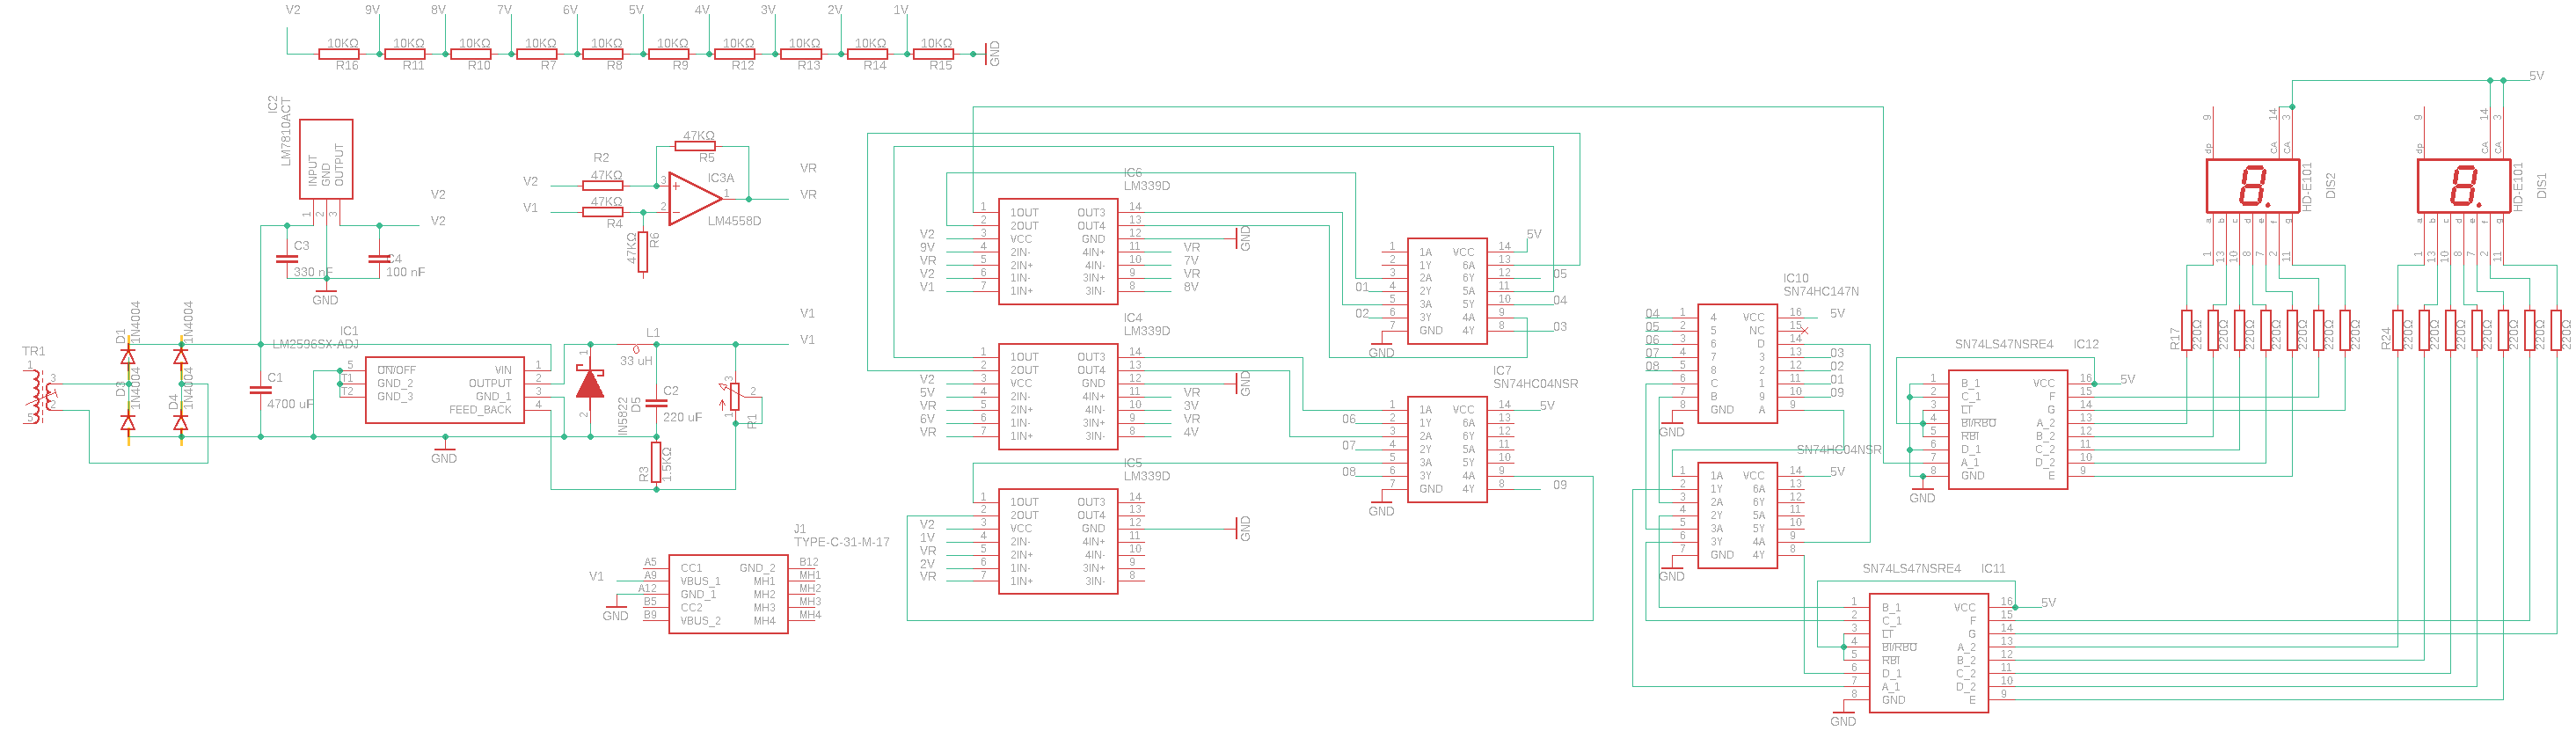 V2 9V 8V 7V 6V 5V 4V 3V 2V 1V
10KΩ 10KΩ 10KΩ 10KΩ 10KΩ 10KΩ 10KΩ 10KΩ 10KΩ 10KΩ
R16 R11 R10 R7 R8 R9 R12 R13 R14 R15
GND
IC2
LM7810ACT
INPUT
GND
OUTPUT
1 2 3
V2
V2
C3
330 nF
C4
100 nF
GND
47KΩ
R5
R2
47KΩ
V2
V1
47KΩ
R4
47KΩ
R6
3
2
1
IC3A
LM4558D
VR
VR
TR1
1
5
3
2
D1
1N4004
1N4004
D3
1N4004
D4
1N4004
C1
4700 uF
IC1
LM2596SX-ADJ
5 ON/OFF VIN 1
T1 GND_2 OUTPUT 2
T2 GND_3 GND_1 3
FEED_BACK 4
GND
1
2
1N5822
D5
L1
33 uH
C2
220 uF
R3
1.5KΩ
3
2
1
R1
V1
V1
J1
TYPE-C-31-M-17
A5 CC1 GND_2 B12
V1 A9 VBUS_1 MH1 MH1
A12 GND_1 MH2 MH2
B5 CC2 MH3 MH3
B9 VBUS_2 MH4 MH4
GND
IC6
LM339D
1 1OUT OUT3 14
2 2OUT OUT4 13
V2 3 VCC GND 12 GND
9V 4 2IN- 4IN+ 11 VR
VR 5 2IN+ 4IN- 10 7V
V2 6 1IN- 3IN+ 9 VR
V1 7 1IN+ 3IN- 8 8V
IC4
LM339D
1 1OUT OUT3 14
2 2OUT OUT4 13
V2 3 VCC GND 12 GND
5V 4 2IN- 4IN+ 11 VR
VR 5 2IN+ 4IN- 10 3V
6V 6 1IN- 3IN+ 9 VR
VR 7 1IN+ 3IN- 8 4V
IC5
LM339D
1 1OUT OUT3 14
2 2OUT OUT4 13
V2 3 VCC GND 12 GND
1V 4 2IN- 4IN+ 11
VR 5 2IN+ 4IN- 10
2V 6 1IN- 3IN+ 9
VR 7 1IN+ 3IN- 8
5V
1 1A VCC 14
2 1Y 6A 13
3 2A 6Y 12 05
01 4 2Y 5A 11
5 3A 5Y 10 04
02 6 3Y 4A 9
7 GND 4Y 8 03
GND
IC7
SN74HC04NSR
1 1A VCC 14 5V
06 2 1Y 6A 13
3 2A 6Y 12
07 4 2Y 5A 11
5 3A 5Y 10
08 6 3Y 4A 9
7 GND 4Y 8 09
GND
IC10
SN74HC147N
04 1 4 VCC 16 5V
05 2 5 NC 15
06 3 6 D 14
07 4 7 3 13 03
08 5 8 2 12 02
6 C 1 11 01
7 B 9 10 09
8 GND A 9
GND
SN74HC04NSR
1 1A VCC 14 5V
2 1Y 6A 13
3 2A 6Y 12
4 2Y 5A 11
5 3A 5Y 10
6 3Y 4A 9
7 GND 4Y 8
GND
SN74LS47NSRE4 IC12
1 B_1 VCC 16 5V
2 C_1 F 15
3 LT G 14
4 BI/RBO A_2 13
5 RBI B_2 12
6 D_1 C_2 11
7 A_1 D_2 10
8 GND E 9
GND
SN74LS47NSRE4 IC11
1 B_1 VCC 16 5V
2 C_1 F 15
3 LT G 14
4 BI/RBO A_2 13
5 RBI B_2 12
6 D_1 C_2 11
7 A_1 D_2 10
8 GND E 9
GND
5V
9 14 3
dp CA CA
8.
HD-E101
DIS2
a b c d e f g
1 13 10 8 7 2 11
9 14 3
dp CA CA
8.
HD-E101
DIS1
a b c d e f g
1 13 10 8 7 2 11
R17 220Ω 220Ω 220Ω 220Ω 220Ω 220Ω 220Ω
R24 220Ω 220Ω 220Ω 220Ω 220Ω 220Ω 220Ω